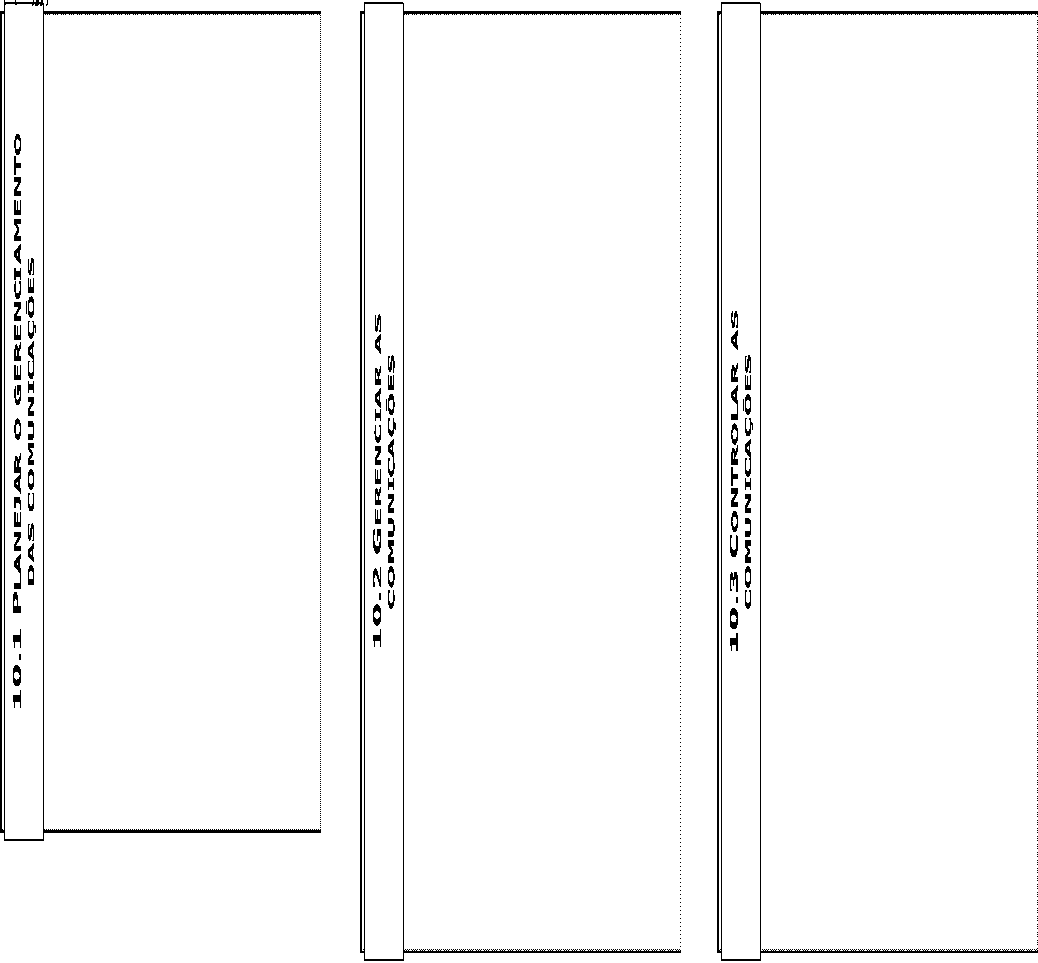 10.1 PLANEJAR O GERENCIAMENTO
DAS COMUNICAÇÕES
10.2 GERENCIAR AS
COMUNICAÇÕES
10.3 CONTROLAR AS
COMUNICAÇÕES